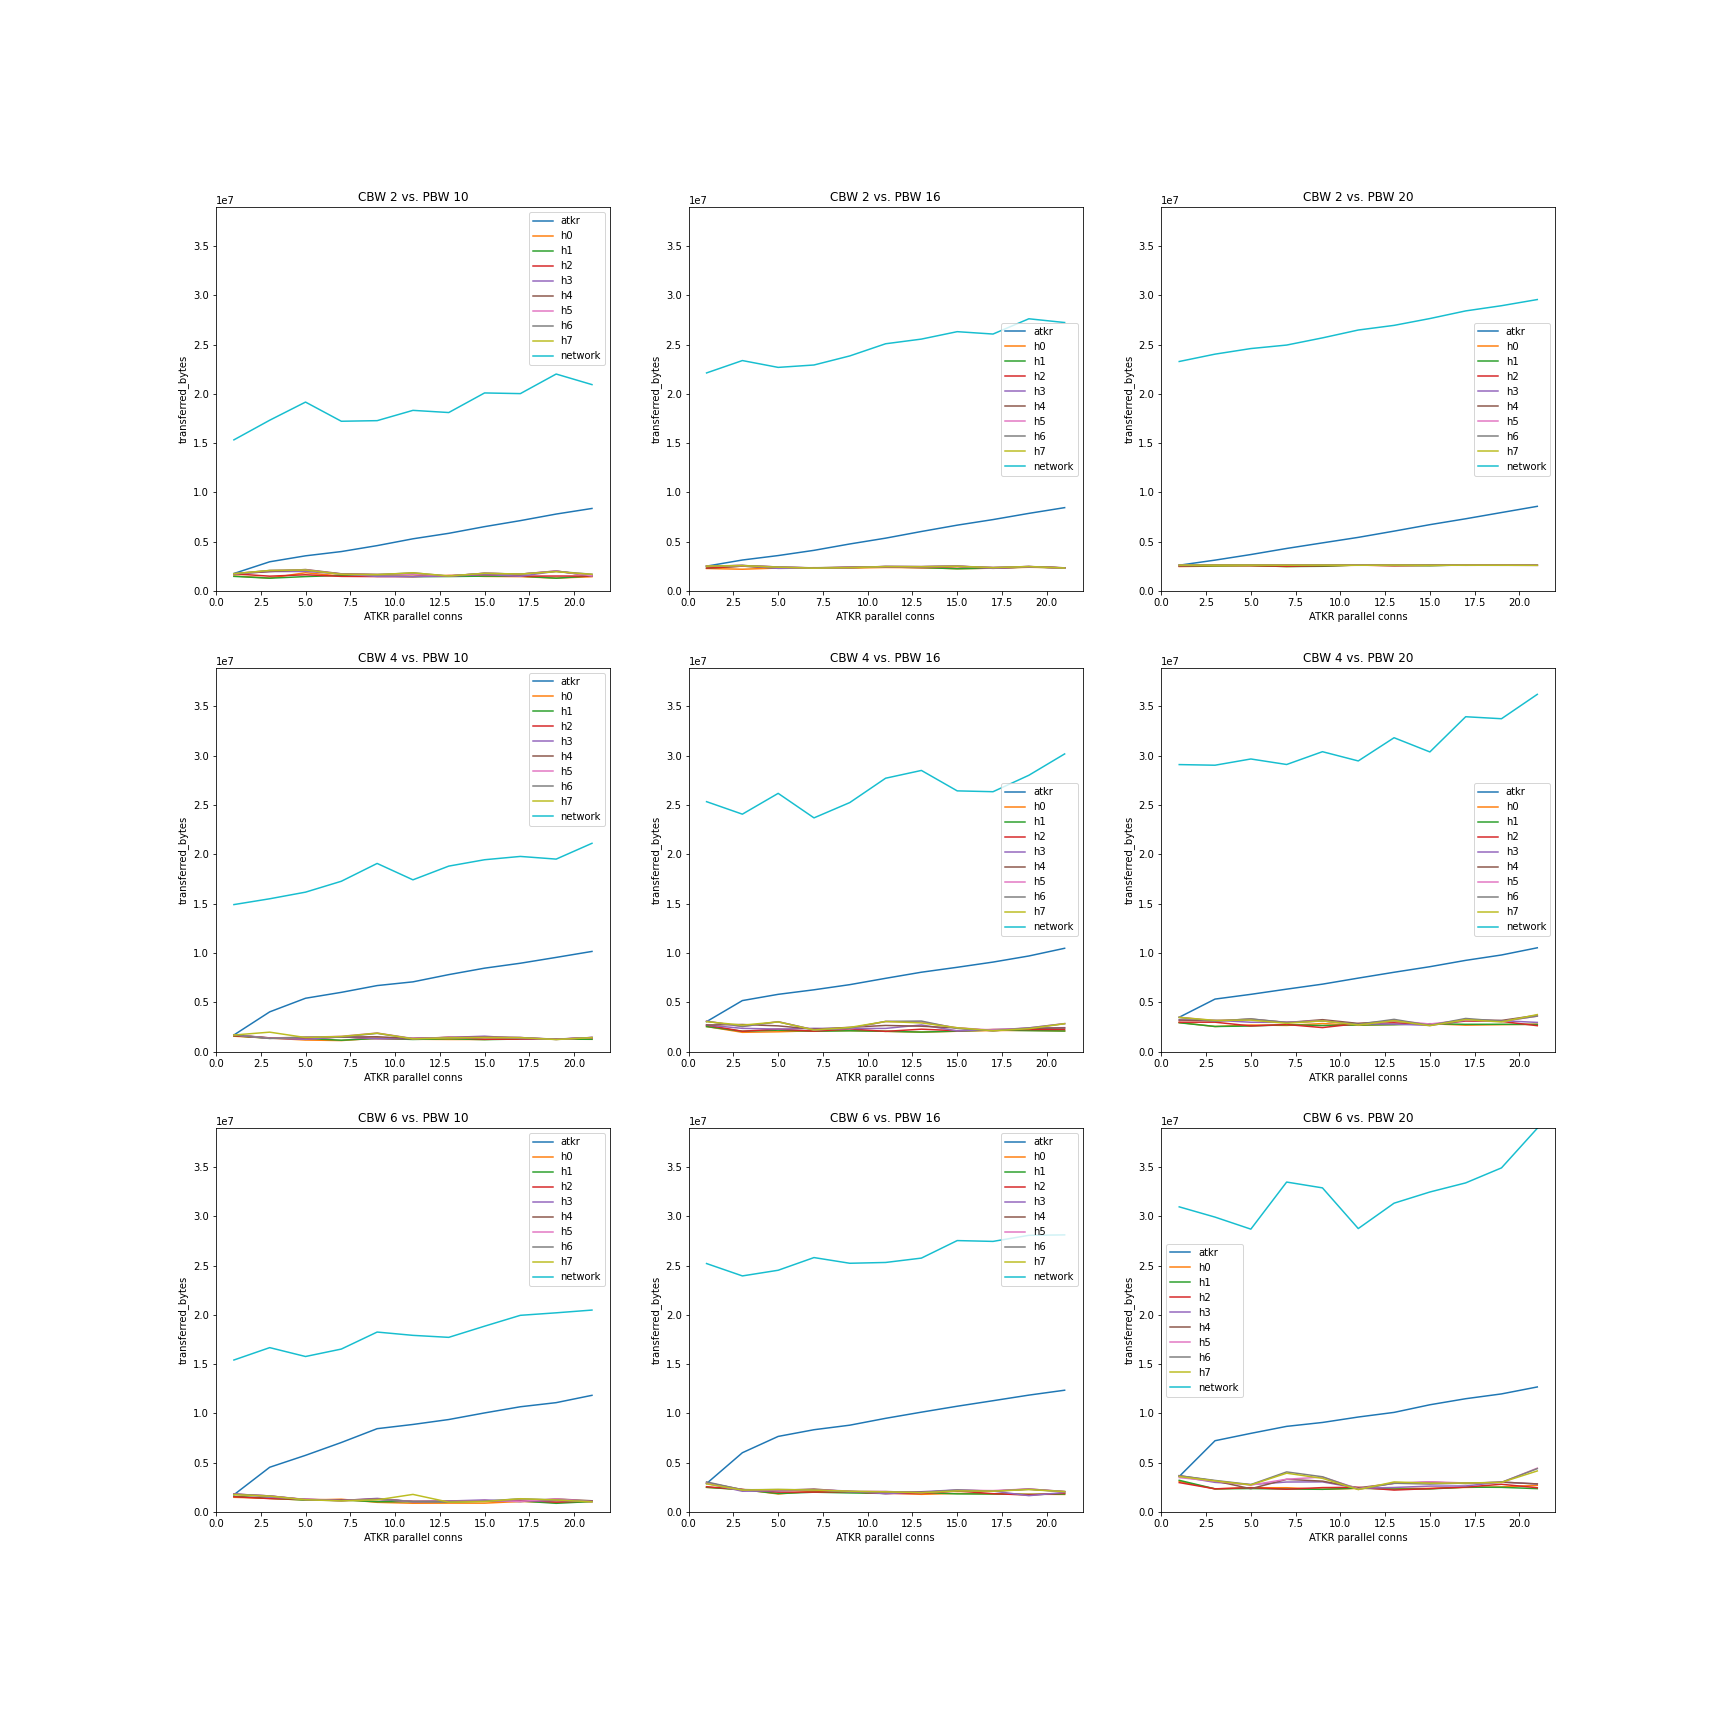 CBW 2 vs. PBW 10
1e7
3.5
3.0
2.5
2.0
1.5
1.0
0.5
0.0
transferred_bytes
atkr
h0
h1
h2
h3
h4
h5
h6
h7
network
0.0 2.5 5.0 7.5 10.0 12.5 15.0 17.5 20.0
ATKR parallel conns
CBW 2 vs. PBW 16
1e7
3.5
3.0
2.5
2.0
1.5
1.0
0.5
0.0
transferred_bytes
atkr
h0
h1
h2
h3
h4
h5
h6
h7
network
0.0 2.5 5.0 7.5 10.0 12.5 15.0 17.5 20.0
ATKR parallel conns
CBW 2 vs. PBW 20
1e7
3.5
3.0
2.5
2.0
1.5
1.0
0.5
0.0
transferred_bytes
atkr
h0
h1
h2
h3
h4
h5
h6
h7
network
0.0 2.5 5.0 7.5 10.0 12.5 15.0 17.5 20.0
ATKR parallel conns
CBW 4 vs. PBW 10
1e7
3.5
3.0
2.5
2.0
1.5
1.0
0.5
0.0
transferred_bytes
atkr
h0
h1
h2
h3
h4
h5
h6
h7
network
0.0 2.5 5.0 7.5 10.0 12.5 15.0 17.5 20.0
ATKR parallel conns
CBW 4 vs. PBW 16
1e7
3.5
3.0
2.5
2.0
1.5
1.0
0.5
0.0
transferred_bytes
atkr
h0
h1
h2
h3
h4
h5
h6
h7
network
0.0 2.5 5.0 7.5 10.0 12.5 15.0 17.5 20.0
ATKR parallel conns
CBW 4 vs. PBW 20
1e7
3.5
3.0
2.5
2.0
1.5
1.0
0.5
0.0
transferred_bytes
atkr
h0
h1
h2
h3
h4
h5
h6
h7
network
0.0 2.5 5.0 7.5 10.0 12.5 15.0 17.5 20.0
ATKR parallel conns
CBW 6 vs. PBW 10
1e7
3.5
3.0
2.5
2.0
1.5
1.0
0.5
0.0
transferred_bytes
atkr
h0
h1
h2
h3
h4
h5
h6
h7
network
0.0 2.5 5.0 7.5 10.0 12.5 15.0 17.5 20.0
ATKR parallel conns
CBW 6 vs. PBW 16
1e7
3.5
3.0
2.5
2.0
1.5
1.0
0.5
0.0
transferred_bytes
atkr
h0
h1
h2
h3
h4
h5
h6
h7
network
0.0 2.5 5.0 7.5 10.0 12.5 15.0 17.5 20.0
ATKR parallel conns
CBW 6 vs. PBW 20
1e7
3.5
3.0
2.5
2.0
1.5
1.0
0.5
0.0
transferred_bytes
atkr
h0
h1
h2
h3
h4
h5
h6
h7
network
0.0 2.5 5.0 7.5 10.0 12.5 15.0 17.5 20.0
ATKR parallel conns